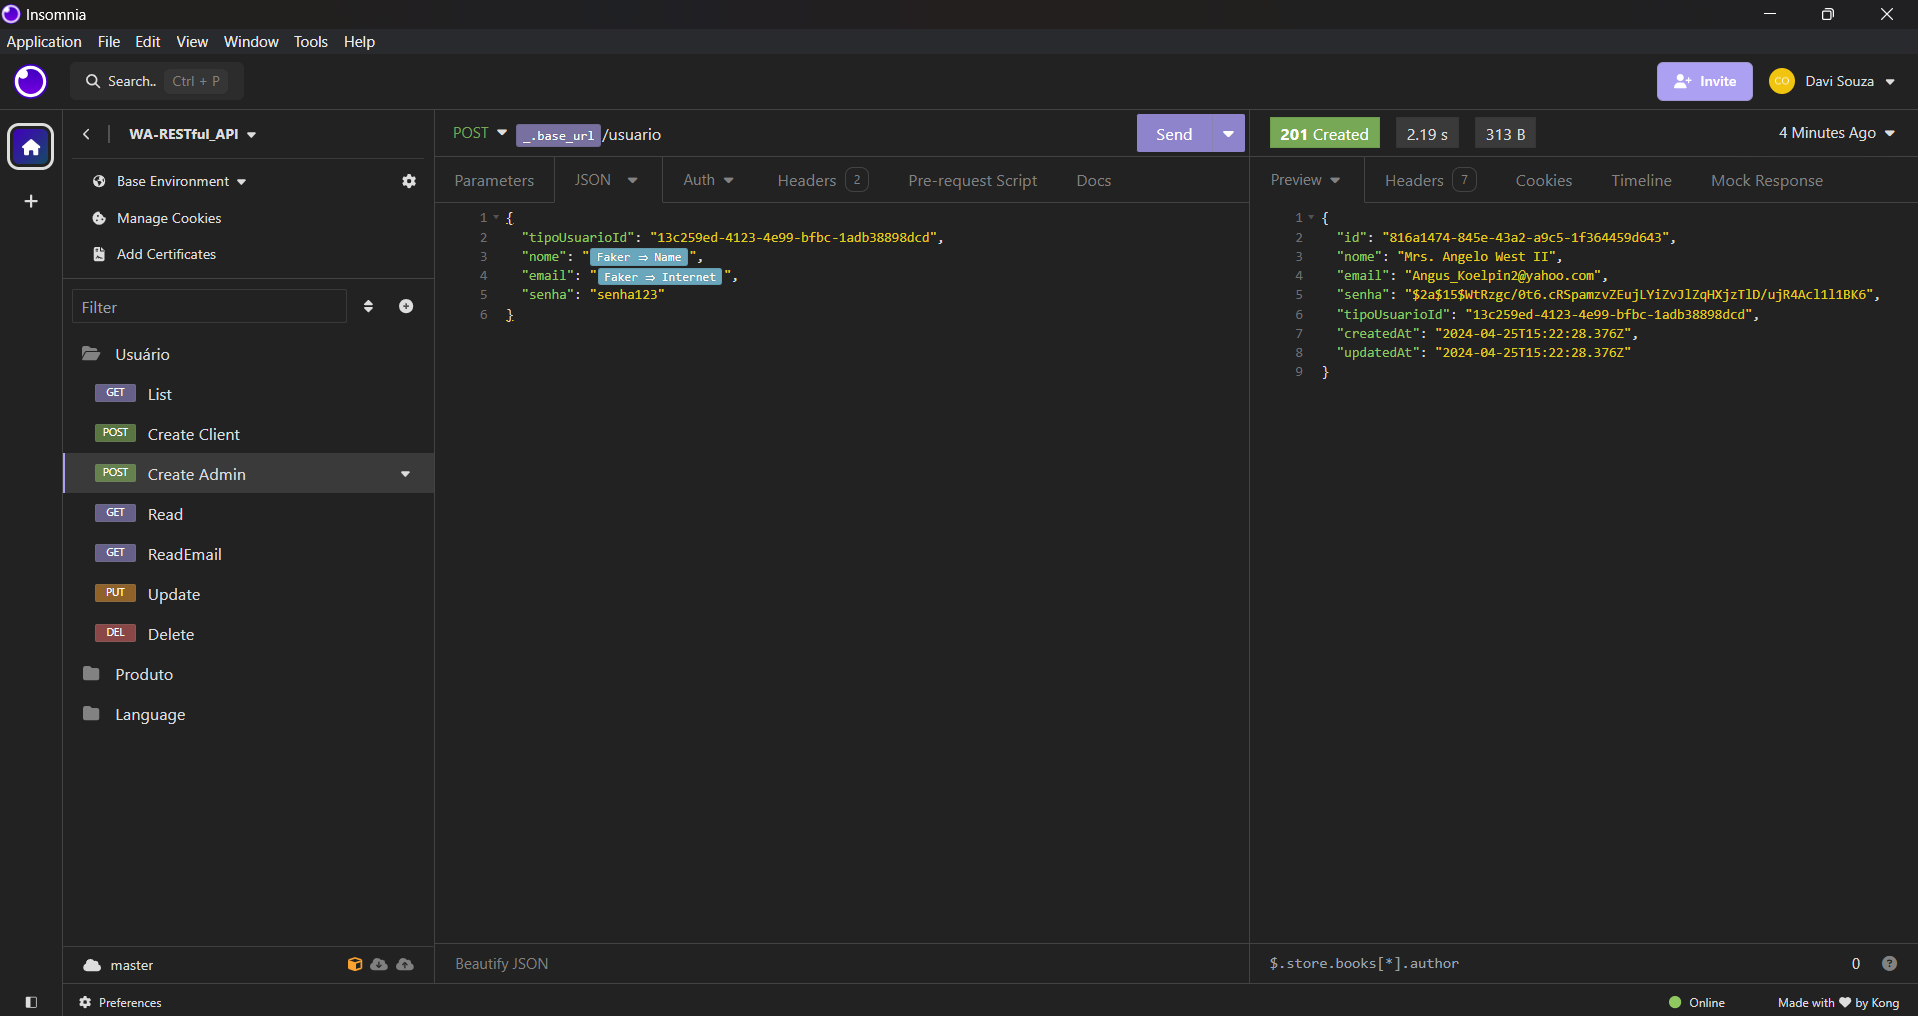 Insomnia
Application File Edit View Window Tools Help
Search.. Ctrl + P
Invite
CO Davi Souza
WA-RESTful_API
Base Environment
Manage Cookies
Add Certificates
Filter
Usuário
GET List
POST Create Client
POST Create Admin
GET Read
GET ReadEmail
PUT Update
DEL Delete
Produto
Language
master
Preferences
POST _.base_url /usuario
Send
Parameters JSON Auth Headers 2 Pre-request Script Docs
1 {
2 "tipoUsuarioId": "13c259ed-4123-4e99-bfbc-1adb38898dcd",
3 "nome": " Faker ⇒ Name ",
4 "email": " Faker ⇒ Internet ",
5 "senha": "senha123"
6 }
Beautify JSON
201 Created 2.19 s 313 B
4 Minutes Ago
Preview Headers 7 Cookies Timeline Mock Response
1 {
2 "id": "816a1474-845e-43a2-a9c5-1f364459d643",
3 "nome": "Mrs. Angelo West II",
4 "email": "Angus_Koelpin2@yahoo.com",
5 "senha": "$2a$15$WtRzgc/0t6.cRSpamzvZEujLYiZvJlZqHXjzTlD/ujR4Acl1l1BK6",
6 "tipoUsuarioId": "13c259ed-4123-4e99-bfbc-1adb38898dcd",
7 "createdAt": "2024-04-25T15:22:28.376Z",
8 "updatedAt": "2024-04-25T15:22:28.376Z"
9 }
$.store.books[*].author
0 ?
Online
Made with ♥ by Kong